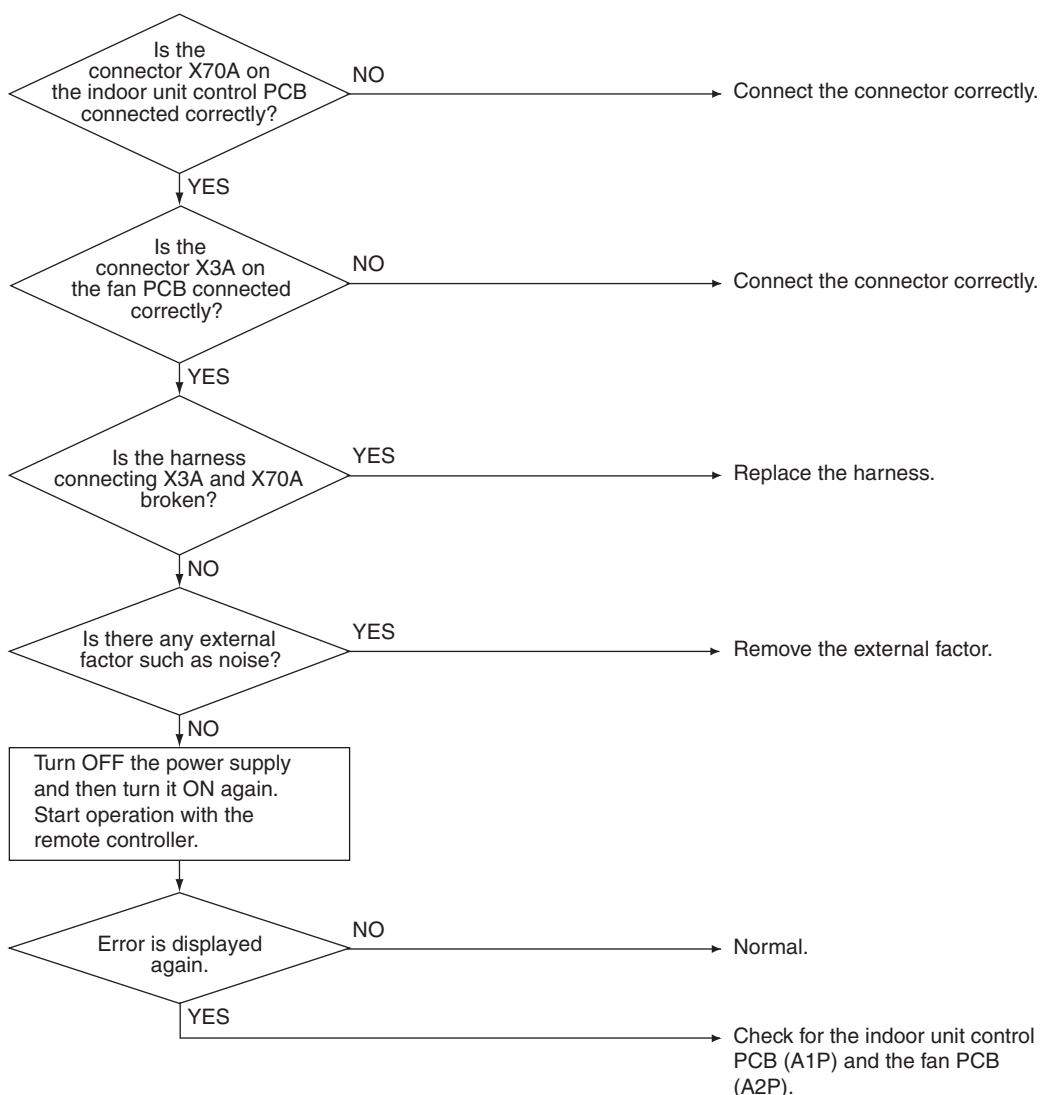 Is the
connector X70A on
the indoor unit control PCB
connected correctly?
NO
Connect the connector correctly.
YES
Is the
connector X3A on
the fan PCB connected
correctly?
NO
Connect the connector correctly.
YES
Is the harness
connecting X3A and X70A
broken?
YES
Replace the harness.
NO
Is there any external
factor such as noise?
YES
Remove the external factor.
NO
Turn OFF the power supply
and then turn it ON again.
Start operation with the
remote controller.
Error is displayed
again.
NO
Normal.
YES
Check for the indoor unit control
PCB (A1P) and the fan PCB
(A2P).